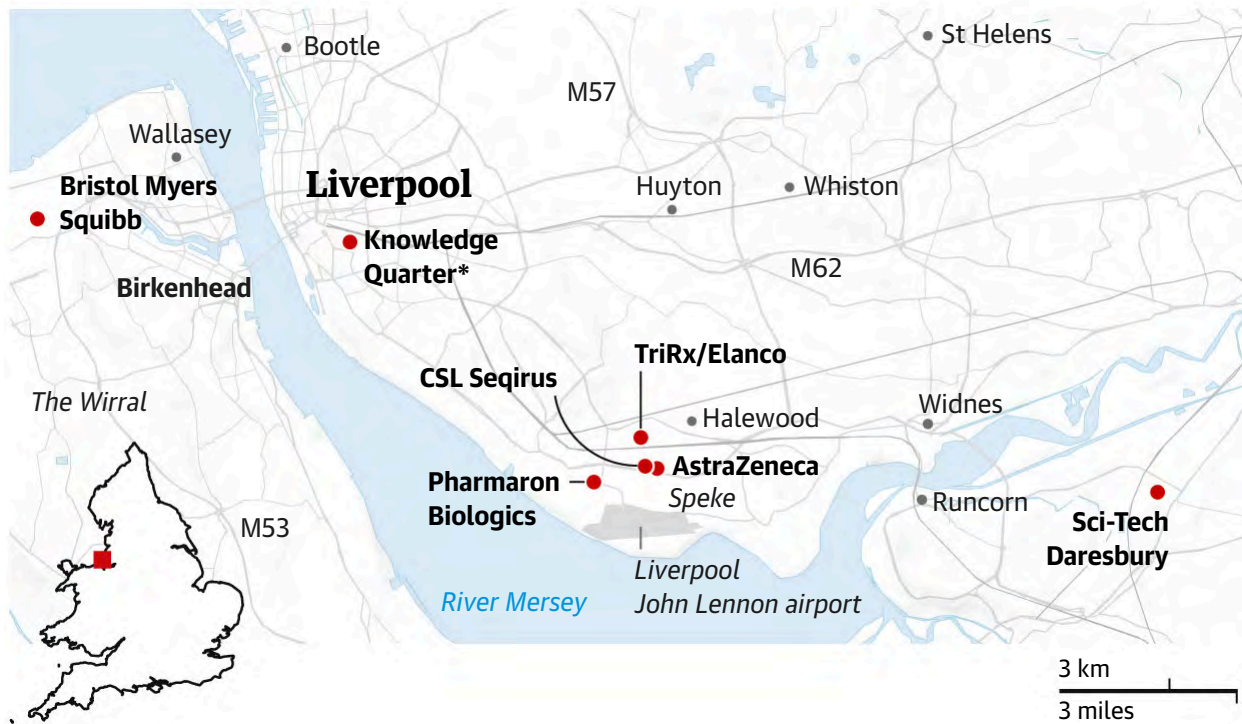 Bootle
St Helens
M57
Wallasey
Bristol Myers
Squibb
Liverpool
Huyton
Whiston
Knowledge
Quarter*
M62
Birkenhead
TriRx/Elanco
CSL Seqirus
The Wirral
Halewood
Widnes
AstraZeneca
Pharmaron
Biologics
Speke
Runcorn
M53
Sci-Tech
Daresbury
Liverpool
John Lennon airport
River Mersey
3 km
3 miles